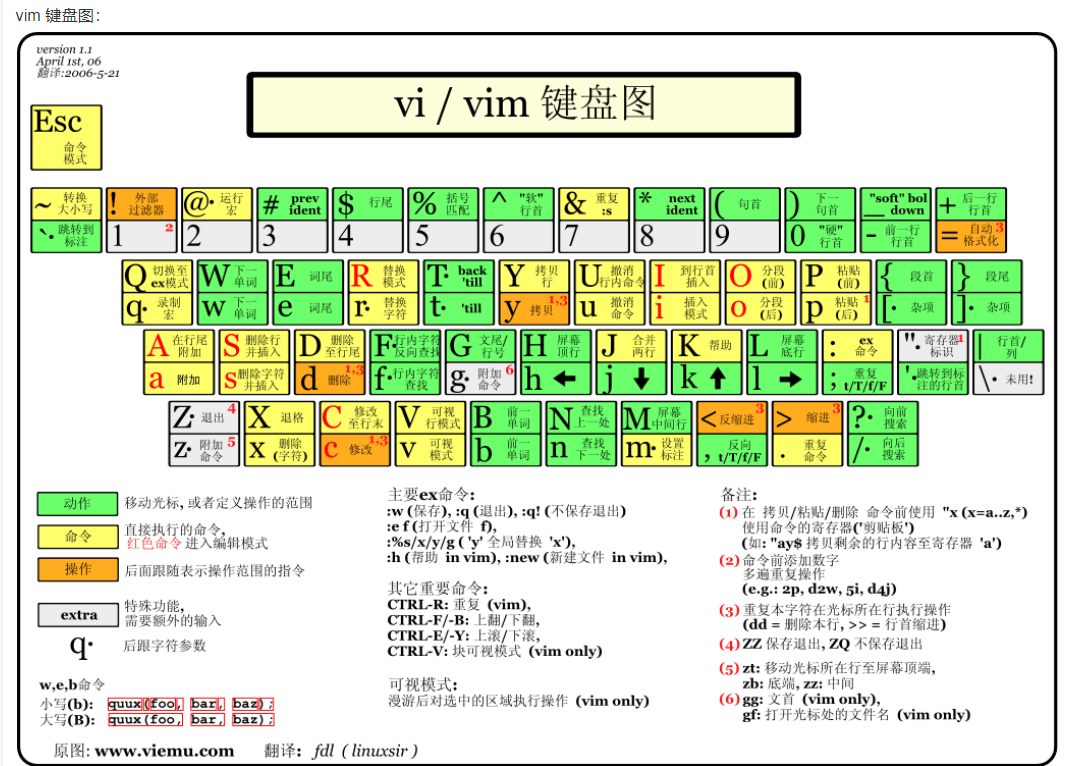 vim 键盘图:
version 1.1
April 1st, 06
翻译:2006-5-21
vi / vim 键盘图
Esc 命令模式
~ 转换大小写
! 外部过滤器
@· 运行宏
# prev ident
$ 行尾
% 括号匹配
^ "软"行首
& 重复 :s
* next ident
( 句首
) 下一句首
"soft" bol down _
+ 后一行行首
`· 跳转到标注
1 2
2
3
4
5
6
7
8
9
0 "硬"行首
- 前一行行首
= 自动格式化 3
Q 切换至ex模式
W 下一单词
E 词尾
R 替换模式
T· back 'till
Y 拷贝行
U 撤消行内命令
I 到行首插入
O 分段(前)
P 粘贴(前)
{ 段首
} 段尾
q· 录制宏
w 下一单词
e 词尾
r· 替换字符
t· 'till
y 拷贝 1,3
u 撤消命令
i 插入模式
o 分段(后)
p 粘贴(后) 1
[· 杂项
]· 杂项
A 在行尾附加
S 删除行并插入
D 删除至行尾
F· 行内字符反向查找
G 文尾/行号
H 屏幕顶行
J 合并两行
K 帮助
L 屏幕底行
: ex 命令
"· 寄存器标识 1
| 行首/列
a 附加
s 删除字符并插入
d 删除 1,3
f· 行内字符查找
g· 附加命令 6
h ←
j ↓
k ↑
l →
; 重复 t/T/f/F
'· 跳转到标注的行首
\· 未用!
Z· 退出 4
X 退格
C 修改至行末
V 可视行模式
B 前一单词
N 查找上一处
M 屏幕中间行
< 反缩进 3
> 缩进 3
?· 向前搜索
z· 附加命令 5
x 删除(字符)
c 修改 1,3
v 可视模式
b 前一单词
n 查找下一处
m· 设置标注
, 反向 t/T/f/F
. 重复命令
/· 向后搜索
动作 移动光标, 或者定义操作的范围
命令 直接执行的命令,
红色命令 进入编辑模式
操作 后面跟随表示操作范围的指令
extra 特殊功能,
需要额外的输入
q· 后跟字符参数
w,e,b命令
小写(b): quux(foo, bar, baz);
大写(B): quux(foo, bar, baz);
原图: www.viemu.com 翻译: fdl ( linuxsir )
主要ex命令:
:w (保存), :q (退出), :q! (不保存退出)
:e f (打开文件 f),
:%s/x/y/g ( 'y' 全局替换 'x'),
:h (帮助 in vim), :new (新建文件 in vim),
其它重要命令:
CTRL-R: 重复 (vim),
CTRL-F/-B: 上翻/下翻,
CTRL-E/-Y: 上滚/下滚,
CTRL-V: 块可视模式 (vim only)
可视模式:
漫游后对选中的区域执行操作 (vim only)
备注:
(1) 在 拷贝/粘贴/删除 命令前使用 "x (x=a..z,*)
使用命令的寄存器('剪贴板')
(如: "ay$ 拷贝剩余的行内容至寄存器 'a')
(2) 命令前添加数字
多遍重复操作
(e.g.: 2p, d2w, 5i, d4j)
(3) 重复本字符在光标所在行执行操作
(dd = 删除本行, >> = 行首缩进)
(4) ZZ 保存退出, ZQ 不保存退出
(5) zt: 移动光标所在行至屏幕顶端,
zb: 底端, zz: 中间
(6) gg: 文首 (vim only),
gf: 打开光标处的文件名 (vim only)